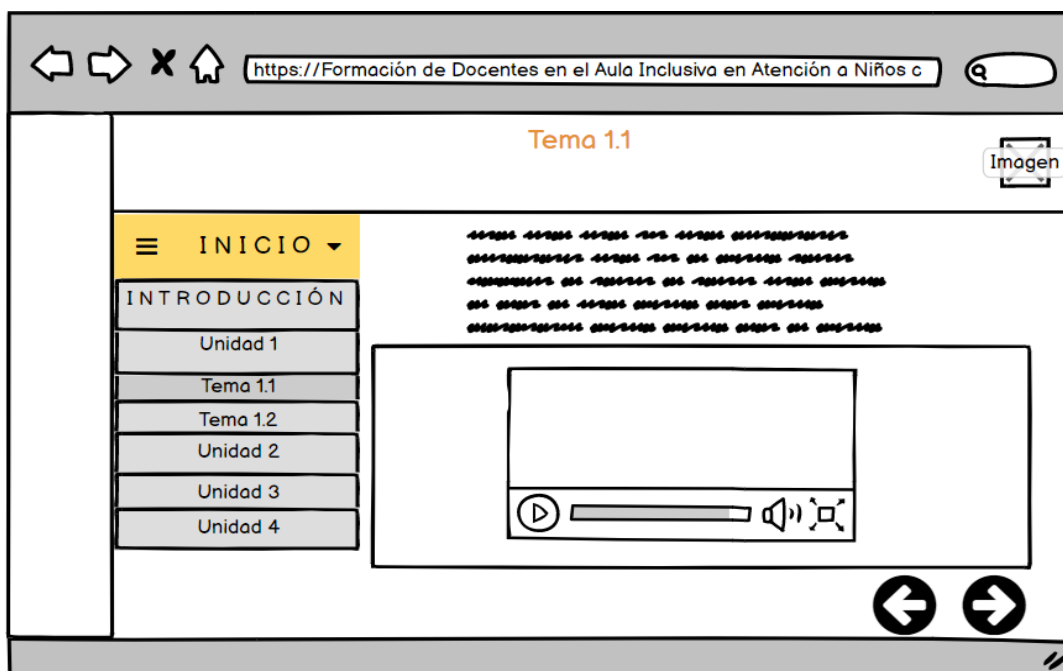 https://Formación de Docentes en el Aula Inclusiva en Atención a Niños c
Tema 1.1
Imagen
INICIO
INTRODUCCIÓN
Unidad 1
Tema 1.1
Tema 1.2
Unidad 2
Unidad 3
Unidad 4